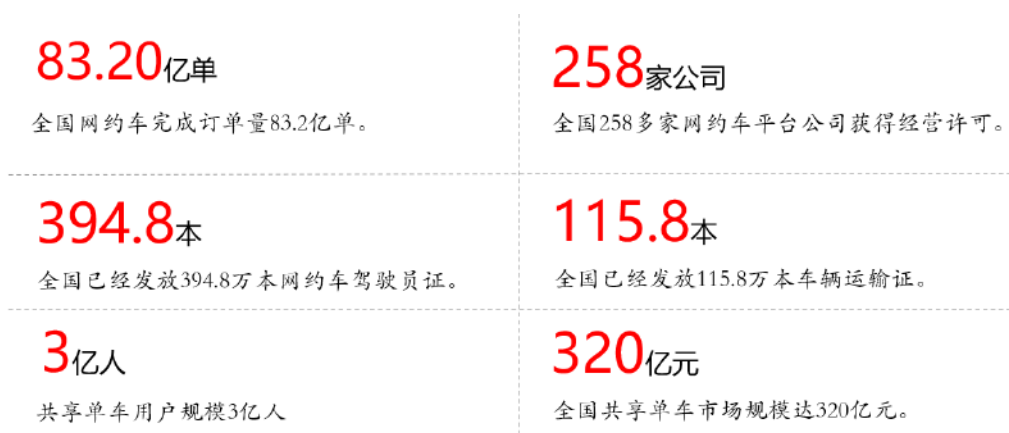 83.20亿单
全国网约车完成订单量83.2亿单。
258家公司
全国258多家网约车平台公司获得经营许可。
394.8本
全国已经发放394.8万本网约车驾驶员证。
115.8本
全国已经发放115.8万本车辆运输证。
3亿人
共享单车用户规模3亿人
320亿元
全国共享单车市场规模达320亿元。